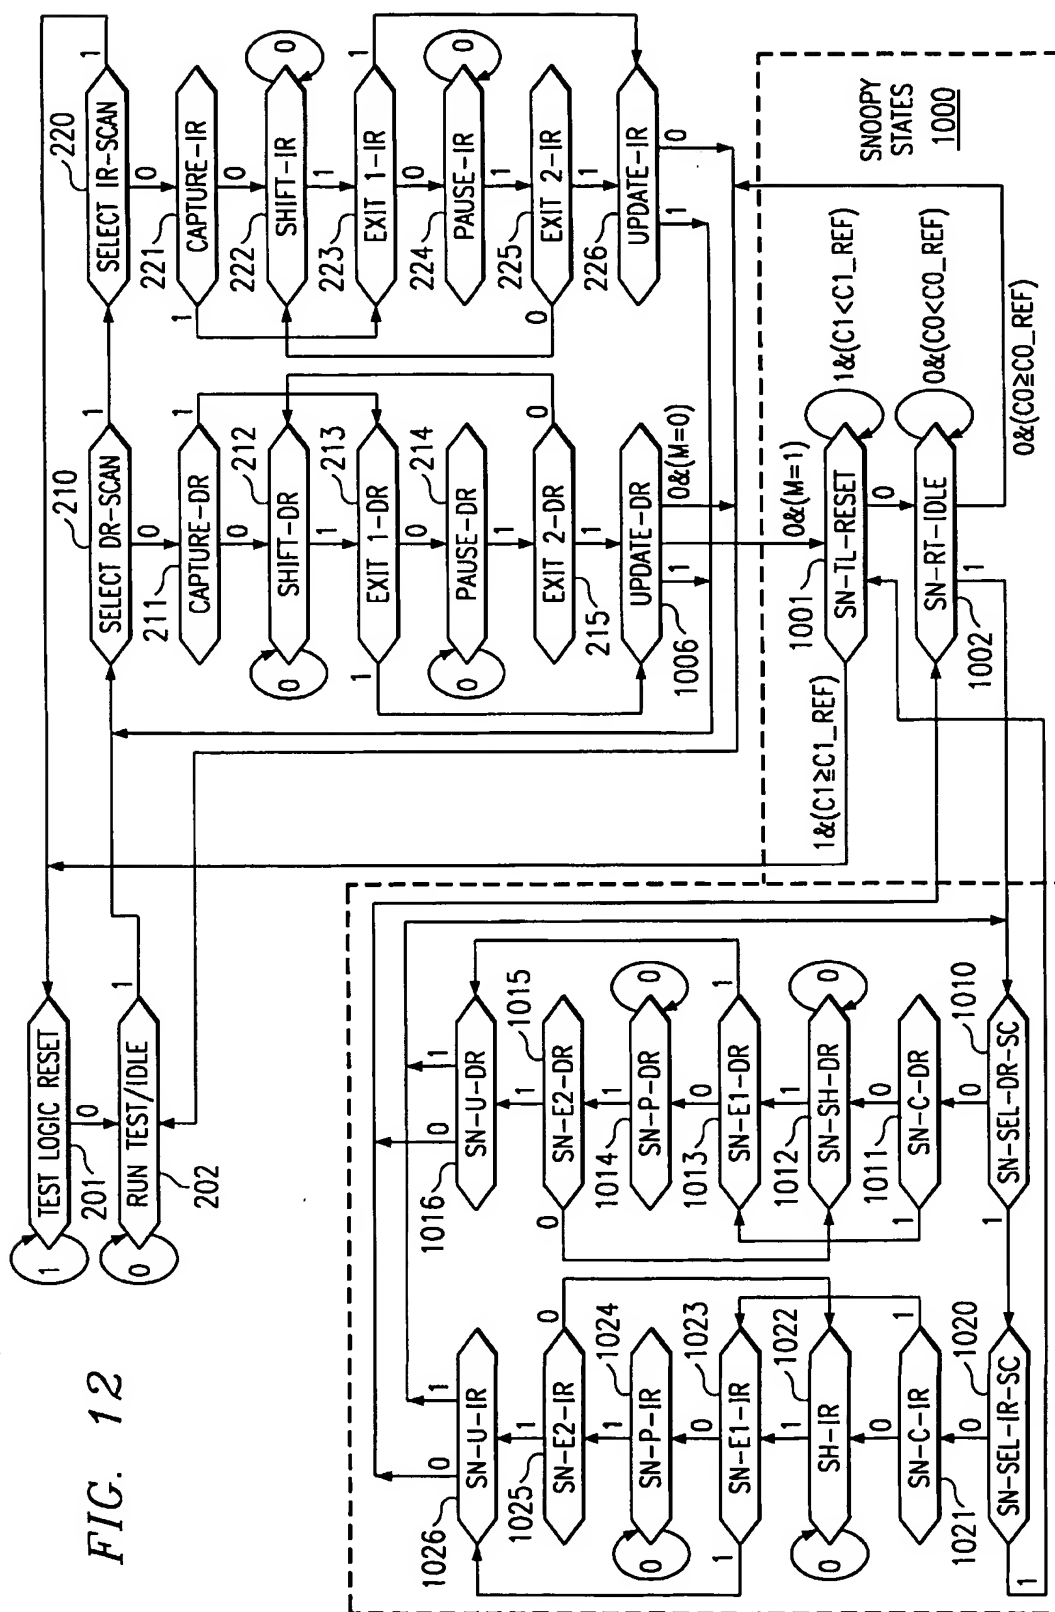 FIG. 12
1
TEST LOGIC RESET
201
0
0
RUN TEST/IDLE
202
1
210
SELECT DR-SCAN
1
0
211
CAPTURE-DR
1
0
212
SHIFT-DR
0
1
213
EXIT 1-DR
1
0
214
PAUSE-DR
0
1
EXIT 2-DR
215
0
1
UPDATE-DR
1006
1
0&(M=0)
0&(M=1)
220
SELECT IR-SCAN
1
0
221
CAPTURE-IR
1
0
222
SHIFT-IR
0
1
223
EXIT 1-IR
1
0
224
PAUSE-IR
0
1
225
EXIT 2-IR
0
1
226
UPDATE-IR
1
0
SNOOPY
STATES
1000
1001
SN-TL-RESET
1&(C1≥C1_REF)
1&(C1<C1_REF)
0
SN-RT-IDLE
1002
0&(C0<C0_REF)
1
0&(C0≥C0_REF)
0
1
1026
SN-U-IR
1
1025
SN-E2-IR
0
1
1024
SN-P-IR
0
0
1023
SN-E1-IR
1
1
1022
SH-IR
0
0
SN-C-IR
1021
1
0
1020
SN-SEL-IR-SC
1
0
1
1016
SN-U-DR
1
1015
SN-E2-DR
0
1
1014
SN-P-DR
0
0
1013
SN-E1-DR
1
1
1012
SN-SH-DR
0
0
1011
SN-C-DR
1
0
1010
SN-SEL-DR-SC
1